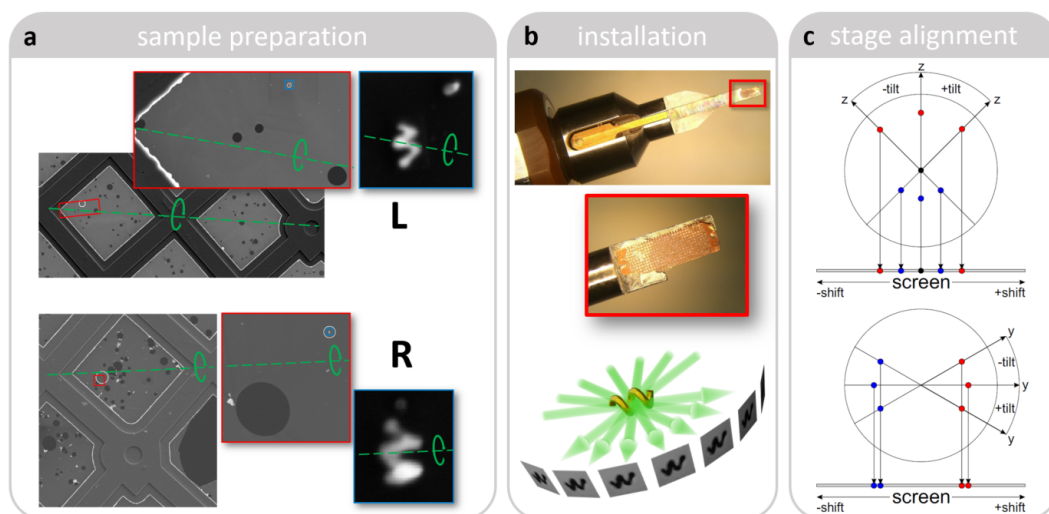 a sample preparation
L
R
b installation
c stage alignment
z
-tilt +tilt
z z
screen
-shift +shift
y
-tilt
y
+tilt
y
screen
-shift +shift